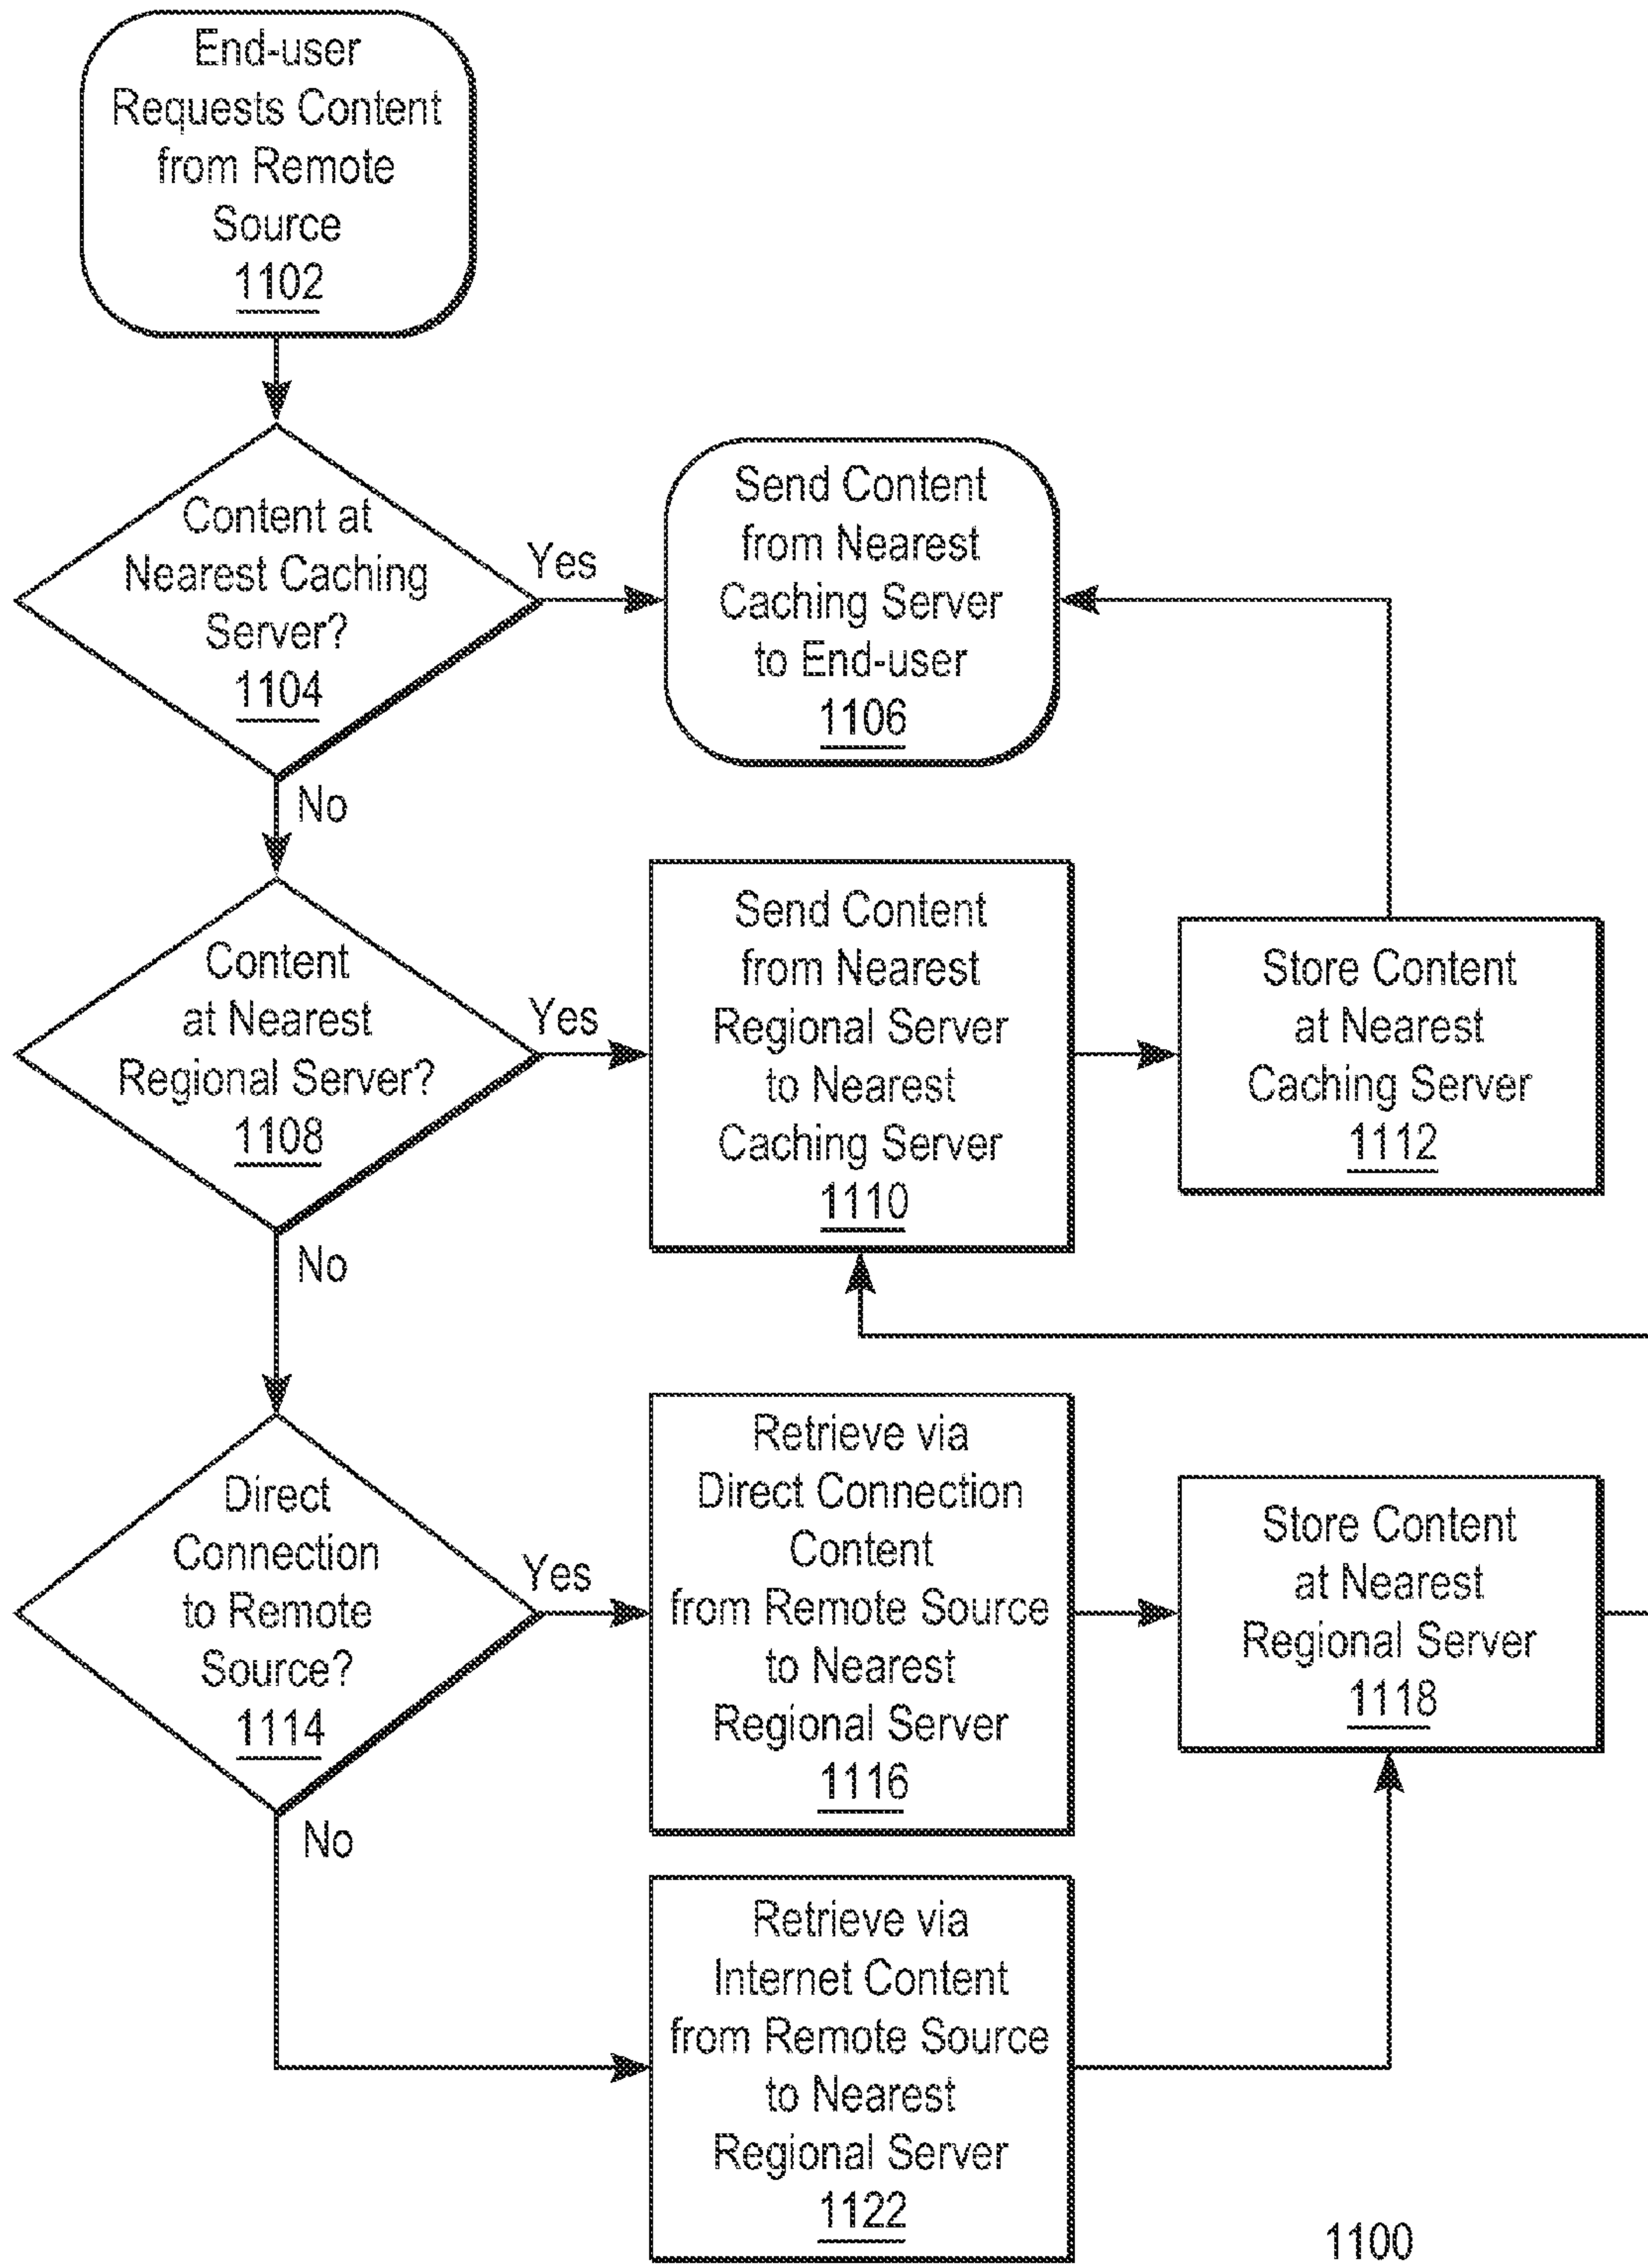 End-user
Requests Content
from Remote
Source
1102
Content at
Nearest Caching
Server?
1104
Yes
Send Content
from Nearest
Caching Server
to End-user
1106
No
Content
at Nearest
Regional Server?
1108
Yes
Send Content
from Nearest
Regional Server
to Nearest
Caching Server
1110
Store Content
at Nearest
Caching Server
1112
No
Direct
Connection
to Remote
Source?
1114
Yes
Retrieve via
Direct Connection
Content
from Remote Source
to Nearest
Regional Server
1116
Store Content
at Nearest
Regional Server
1118
No
Retrieve via
Internet Content
from Remote Source
to Nearest
Regional Server
1122
1100